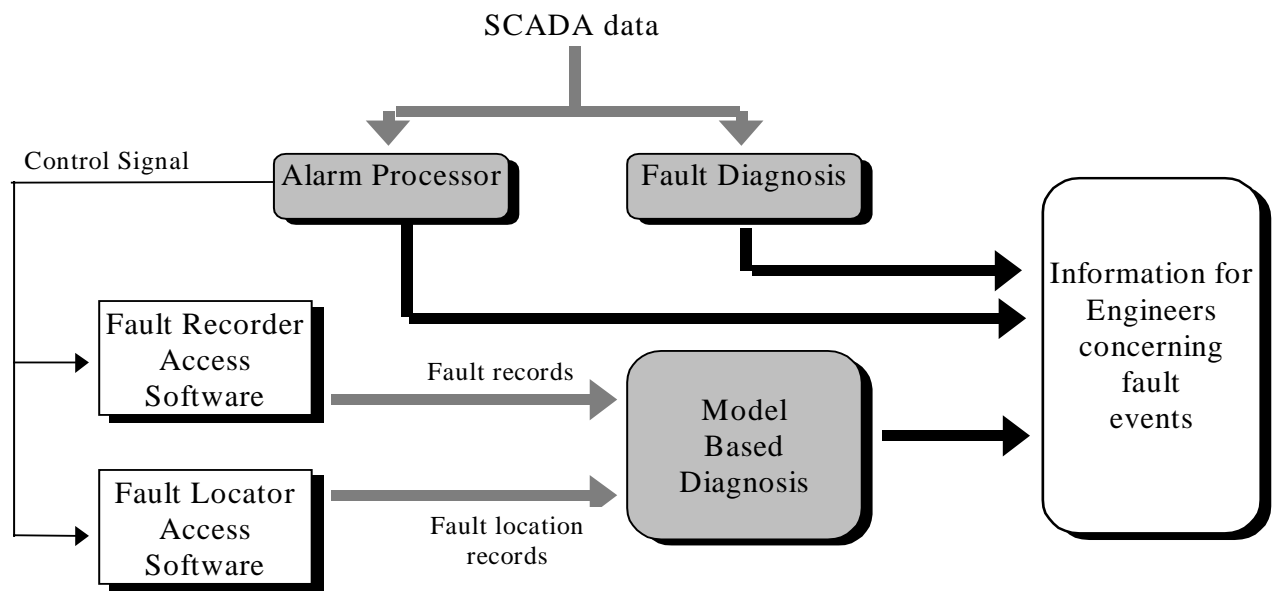 SCADA data
Control Signal
Alarm Processor
Fault Diagnosis
Information for
Engineers
concerning
fault
events
Fault Recorder
Access
Software
Fault records
Model
Based
Diagnosis
Fault Locator
Access
Software
Fault location
records